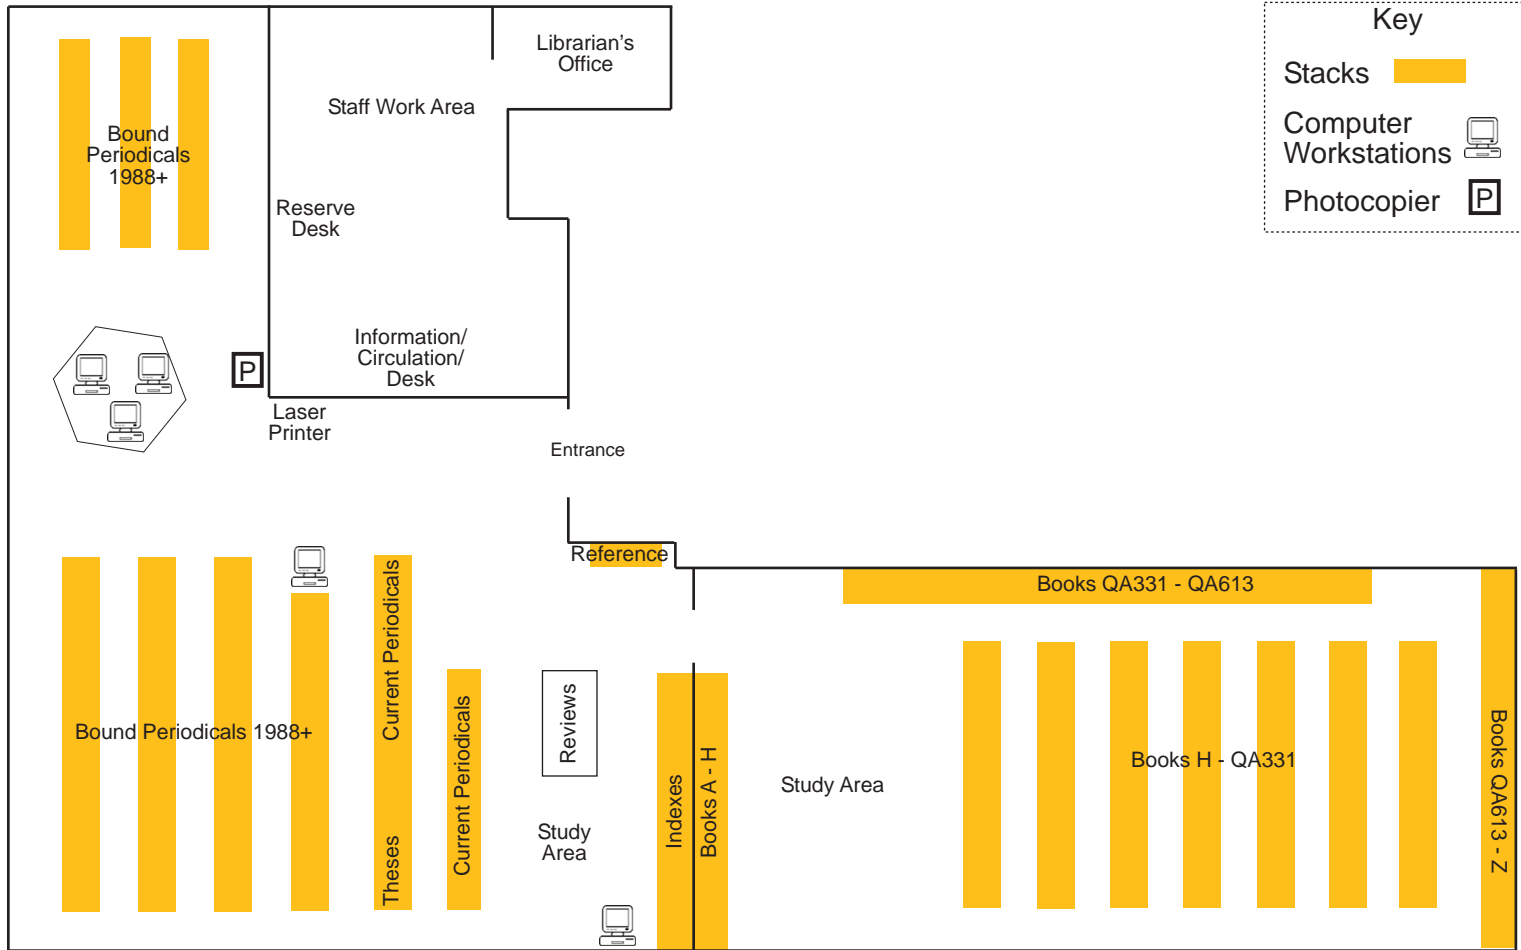 Librarian's
Office
Staff Work Area
Bound
Periodicals
1988+
Reserve
Desk
Information/
Circulation/
Desk
P
Laser
Printer
Entrance
Key
Stacks
Computer
Workstations
Photocopier P
Reference
Bound Periodicals 1988+
Current Periodicals
Theses
Current Periodicals
Reviews
Study
Area
Indexes
Books A - H
Study Area
Books QA331 - QA613
Books H - QA331
Books QA613 - Z